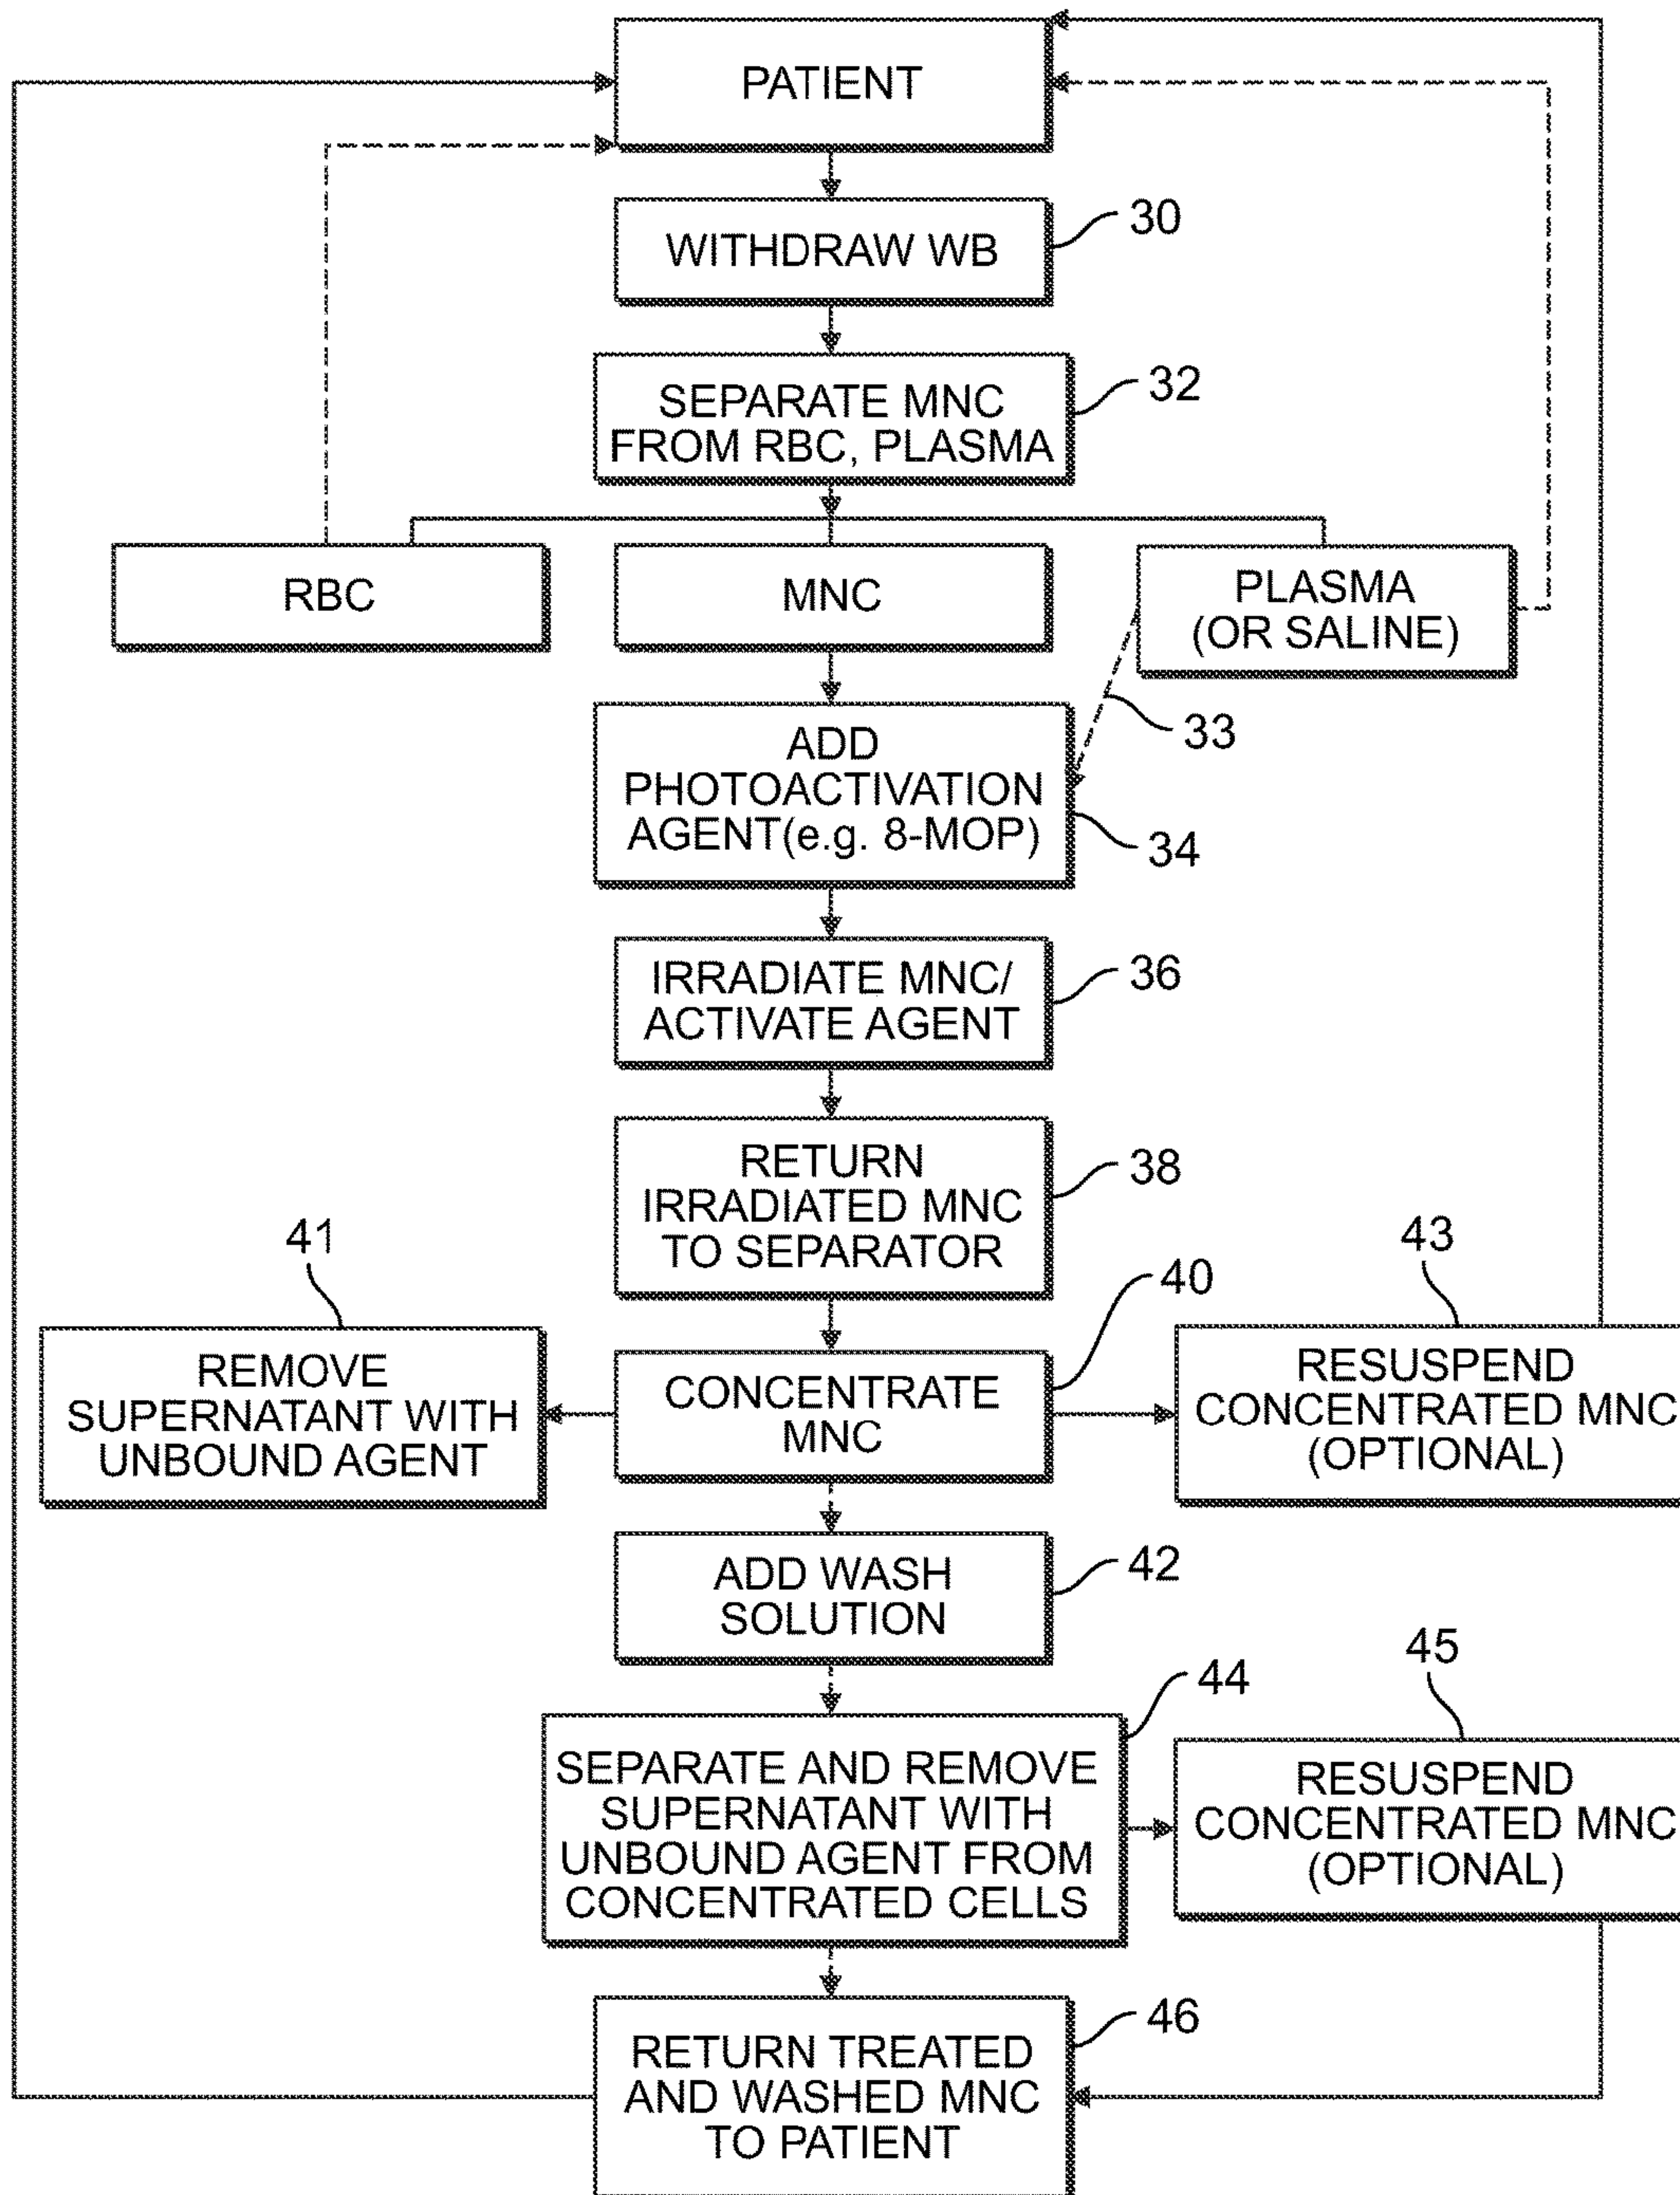 PATIENT
WITHDRAW WB
30
SEPARATE MNC
FROM RBC, PLASMA
32
RBC
MNC
PLASMA
(OR SALINE)
33
ADD
PHOTOACTIVATION
AGENT(e.g. 8-MOP)
34
IRRADIATE MNC/
ACTIVATE AGENT
36
RETURN
IRRADIATED MNC
TO SEPARATOR
38
41
REMOVE
SUPERNATANT WITH
UNBOUND AGENT
CONCENTRATE
MNC
40
43
RESUSPEND
CONCENTRATED MNC
(OPTIONAL)
ADD WASH
SOLUTION
42
SEPARATE AND REMOVE
SUPERNATANT WITH
UNBOUND AGENT FROM
CONCENTRATED CELLS
44
45
RESUSPEND
CONCENTRATED MNC
(OPTIONAL)
RETURN TREATED
AND WASHED MNC
TO PATIENT
46